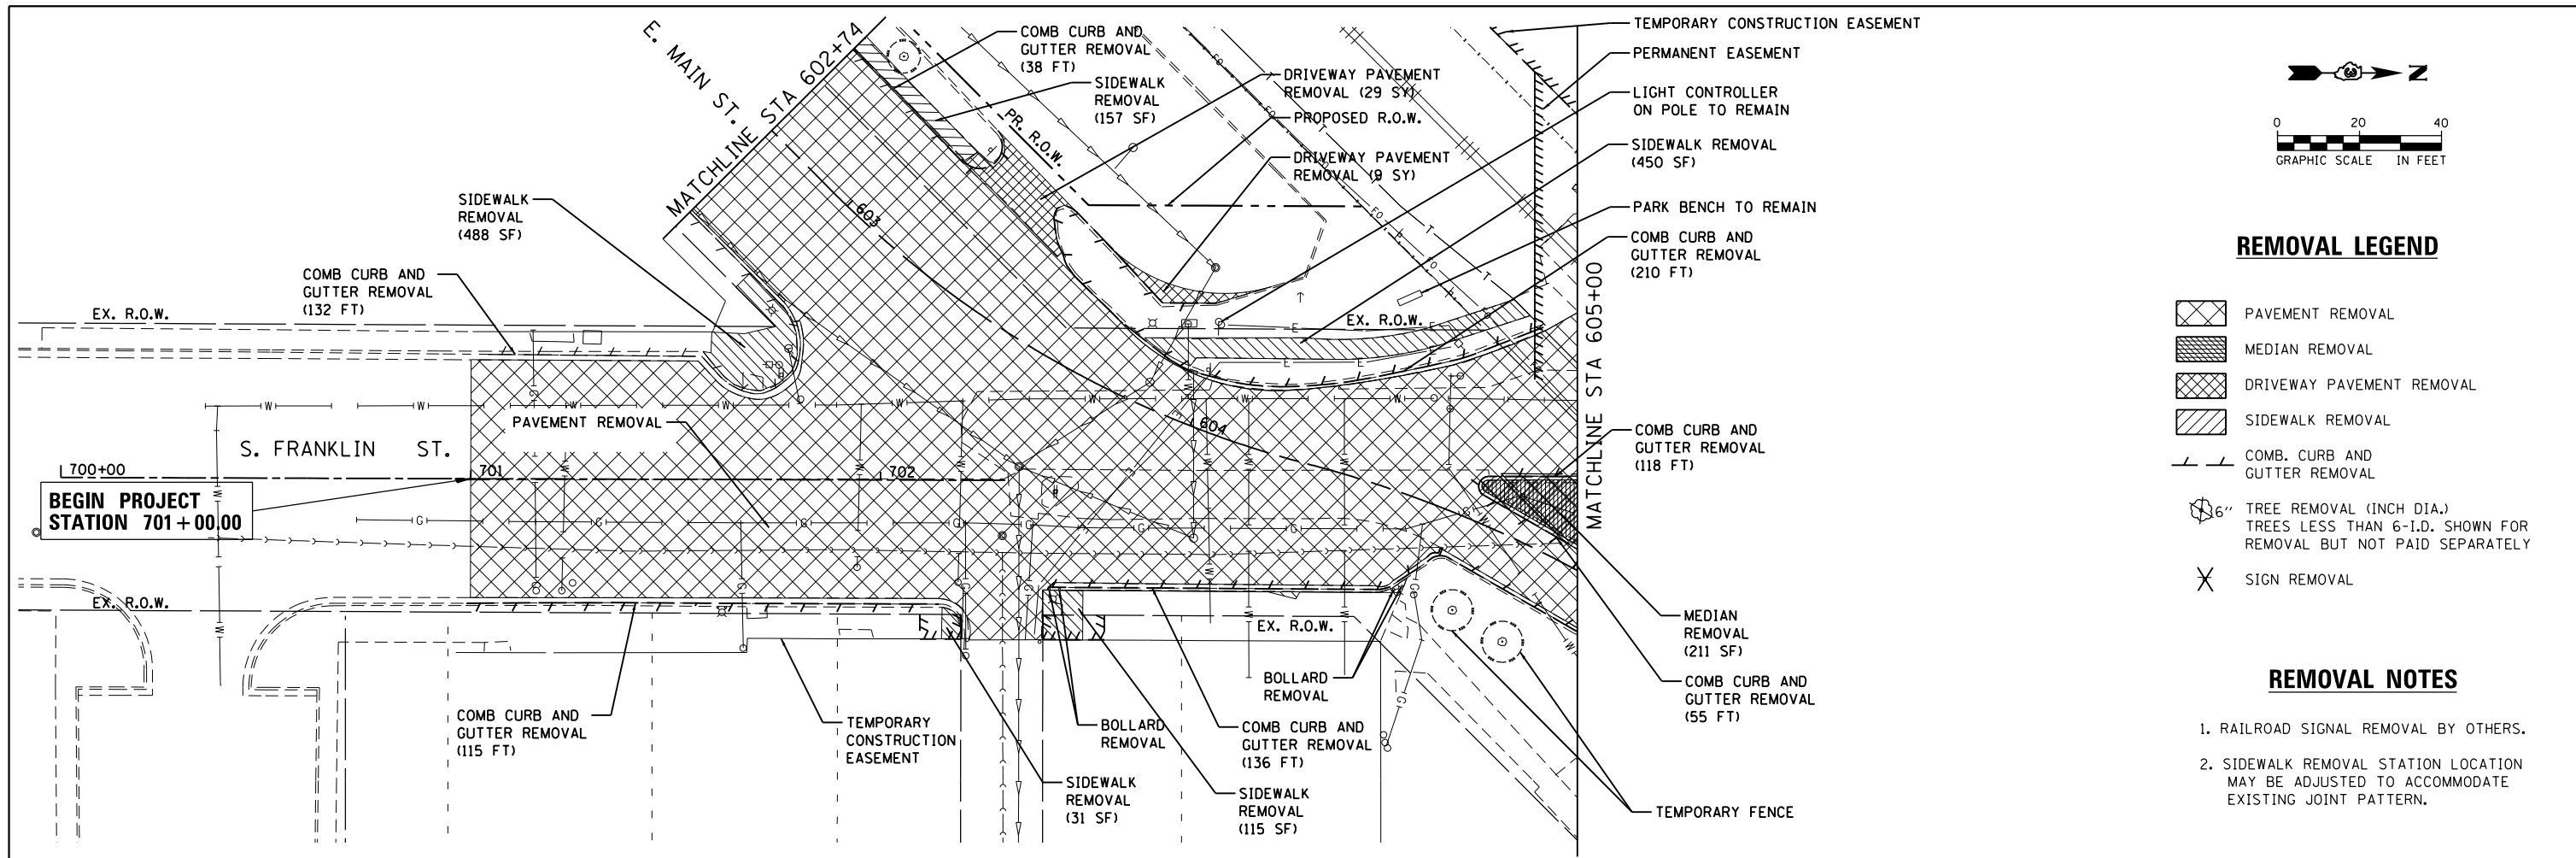 E. MAIN ST.
MATCHLINE STA 602+74
COMB CURB AND
GUTTER REMOVAL
(38 FT)
SIDEWALK
REMOVAL
(157 SF)
DRIVEWAY PAVEMENT
REMOVAL (29 SY)
PROPOSED R.O.W.
DRIVEWAY PAVEMENT
REMOVAL (9 SY)
PR. R.O.W.
TEMPORARY CONSTRUCTION EASEMENT
PERMANENT EASEMENT
LIGHT CONTROLLER
ON POLE TO REMAIN
SIDEWALK REMOVAL
(450 SF)
PARK BENCH TO REMAIN
COMB CURB AND
GUTTER REMOVAL
(210 FT)
SIDEWALK
REMOVAL
(488 SF)
COMB CURB AND
GUTTER REMOVAL
(132 FT)
EX. R.O.W.
EX. R.O.W.
603
604
PAVEMENT REMOVAL
S. FRANKLIN ST.
700+00
701
702
BEGIN PROJECT
STATION 701+00.00
EX. R.O.W.
EX. R.O.W.
MATCHLINE STA 605+00
COMB CURB AND
GUTTER REMOVAL
(118 FT)
MEDIAN
REMOVAL
(211 SF)
COMB CURB AND
GUTTER REMOVAL
(55 FT)
BOLLARD
REMOVAL
COMB CURB AND
GUTTER REMOVAL
(115 FT)
TEMPORARY
CONSTRUCTION
EASEMENT
BOLLARD
REMOVAL
COMB CURB AND
GUTTER REMOVAL
(136 FT)
SIDEWALK
REMOVAL
(31 SF)
SIDEWALK
REMOVAL
(115 SF)
TEMPORARY FENCE
N
0 20 40
GRAPHIC SCALE IN FEET
REMOVAL LEGEND
PAVEMENT REMOVAL
MEDIAN REMOVAL
DRIVEWAY PAVEMENT REMOVAL
SIDEWALK REMOVAL
COMB. CURB AND
GUTTER REMOVAL
6" TREE REMOVAL (INCH DIA.)
TREES LESS THAN 6-I.D. SHOWN FOR
REMOVAL BUT NOT PAID SEPARATELY
SIGN REMOVAL
REMOVAL NOTES
1. RAILROAD SIGNAL REMOVAL BY OTHERS.
2. SIDEWALK REMOVAL STATION LOCATION
MAY BE ADJUSTED TO ACCOMMODATE
EXISTING JOINT PATTERN.